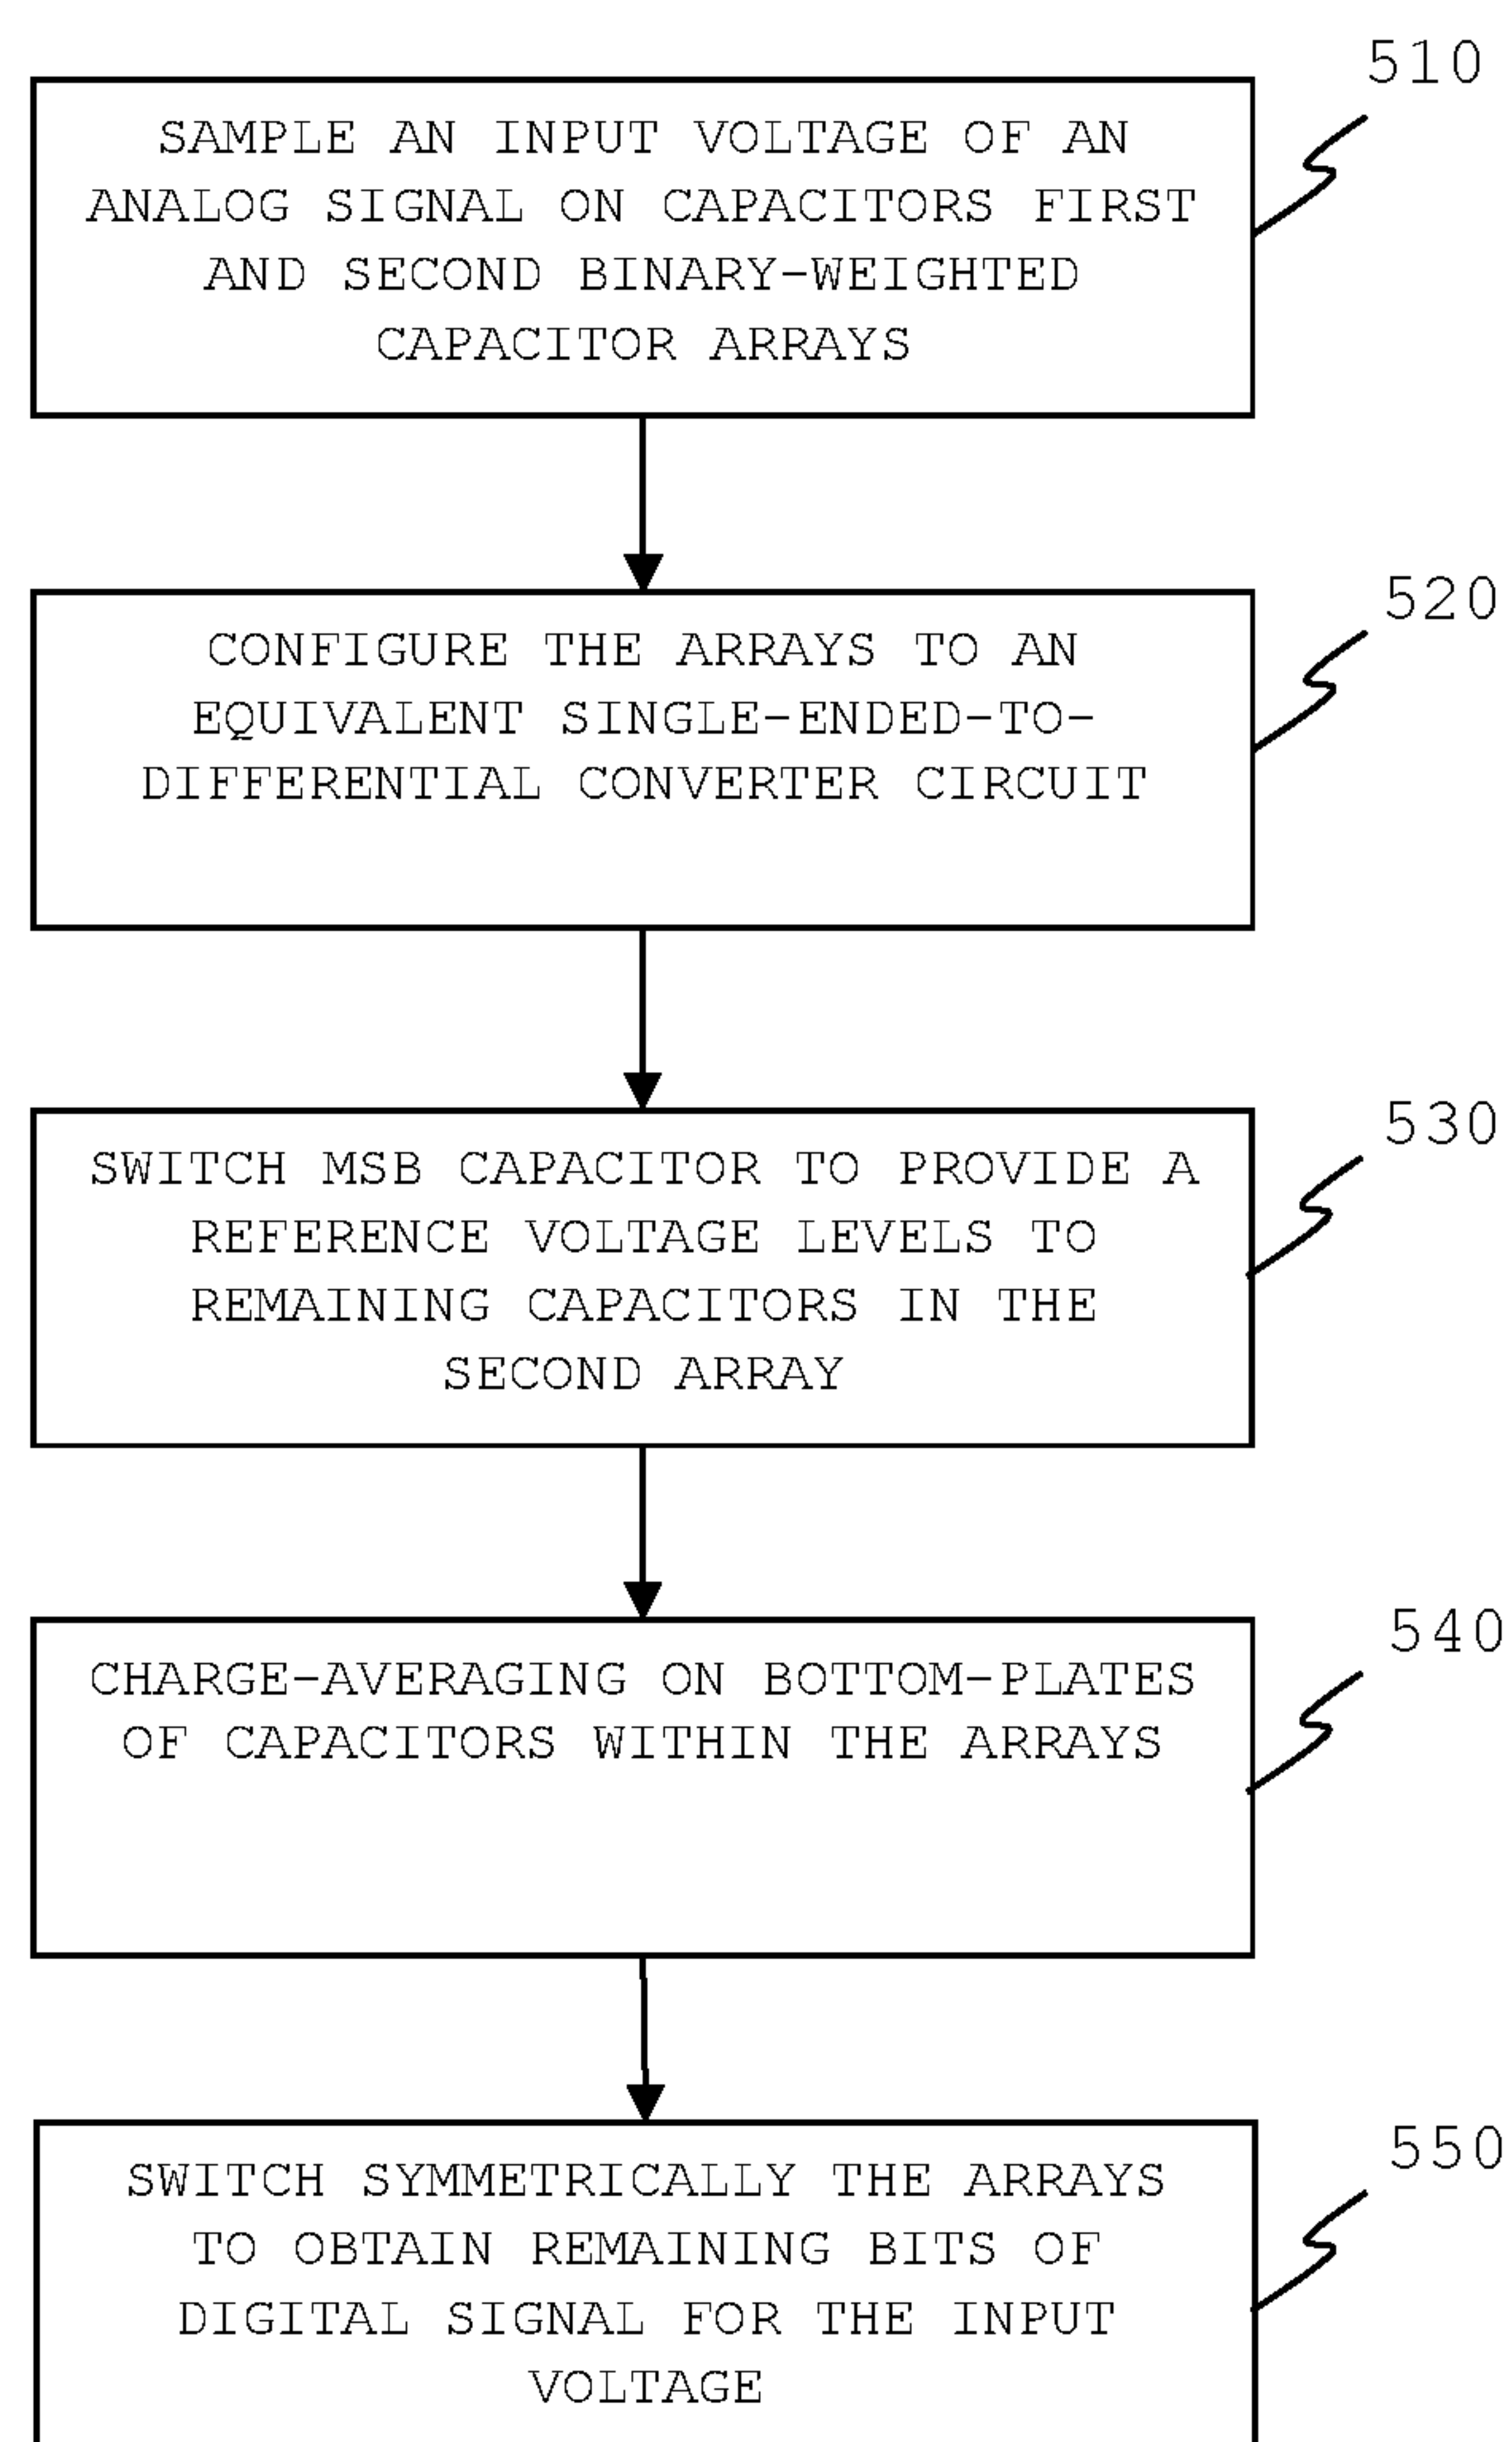 510
SAMPLE AN INPUT VOLTAGE OF AN
ANALOG SIGNAL ON CAPACITORS FIRST
AND SECOND BINARY-WEIGHTED
CAPACITOR ARRAYS
520
CONFIGURE THE ARRAYS TO AN
EQUIVALENT SINGLE-ENDED-TO-
DIFFERENTIAL CONVERTER CIRCUIT
530
SWITCH MSB CAPACITOR TO PROVIDE A
REFERENCE VOLTAGE LEVELS TO
REMAINING CAPACITORS IN THE
SECOND ARRAY
540
CHARGE-AVERAGING ON BOTTOM-PLATES
OF CAPACITORS WITHIN THE ARRAYS
550
SWITCH SYMMETRICALLY THE ARRAYS
TO OBTAIN REMAINING BITS OF
DIGITAL SIGNAL FOR THE INPUT
VOLTAGE